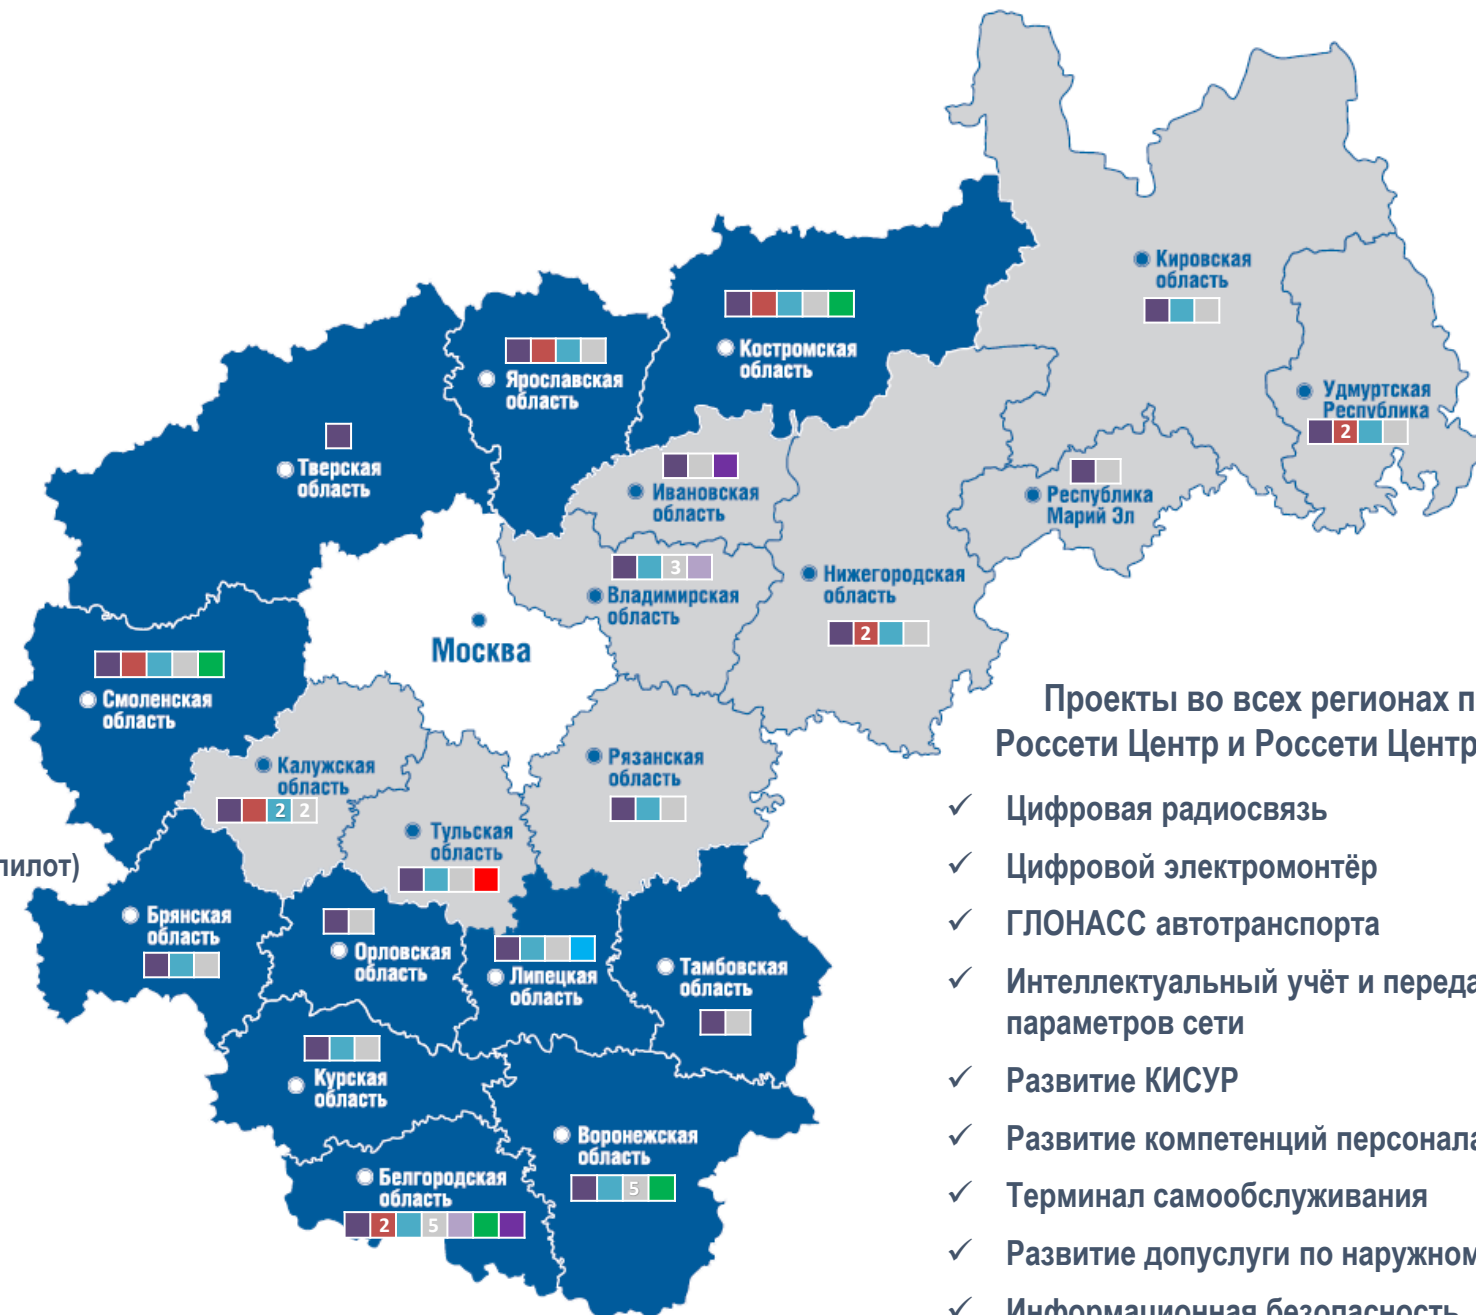 Кировская
область
Костромская
область
Ярославская
область
Удмуртская
Республика
2
Тверская
область
Ивановская
область
Республика
Марий Эл
3
Владимирская
область
Нижегородская
область
2
Москва
Смоленская
область
Калужская
область
2 2
Рязанская
область
Тульская
область
пилот)
Брянская
область
Орловская
область
Липецкая
область
Тамбовская
область
Курская
область
Воронежская
область
5
Белгородская
область
2 5
Проекты во всех регионах п
Россети Центр и Россети Центр
✓ Цифровая радиосвязь
✓ Цифровой электромонтёр
✓ ГЛОНАСС автотранспорта
✓ Интеллектуальный учёт и переда
параметров сети
✓ Развитие КИСУР
✓ Развитие компетенций персонала
✓ Терминал самообслуживания
✓ Развитие допуслуги по наружном
✓ Информационная безопасность